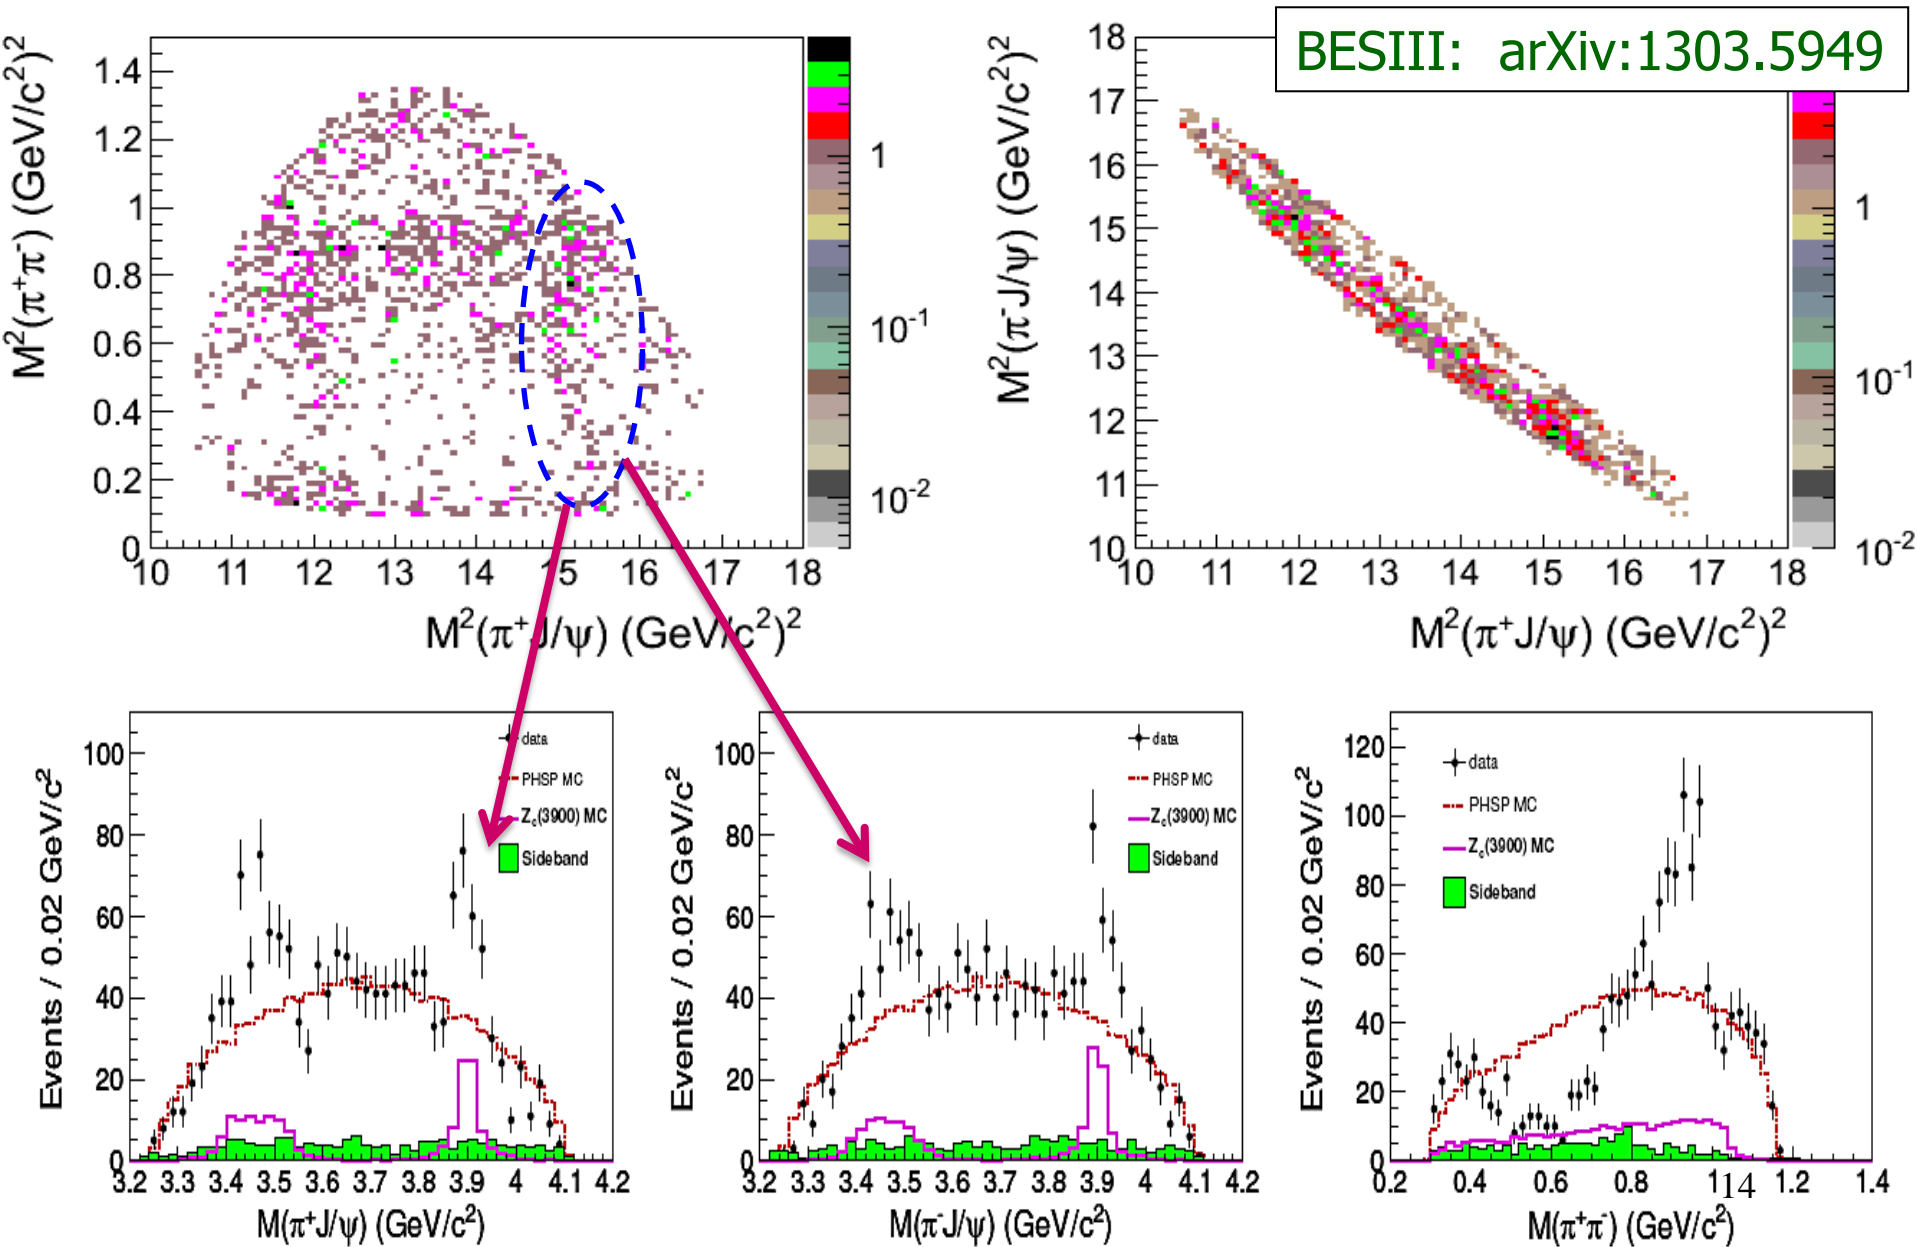 BESIII: arXiv:1303.5949
M²(π⁺π⁻) (GeV/c²)²
1.4
1.2
1
0.8
0.6
0.4
0.2
0
10 11 12 13 14 15 16 17 18
M²(π⁺J/ψ) (GeV/c²)²
1
10⁻¹
10⁻²
M²(π⁻J/ψ) (GeV/c²)²
18
17
16
15
14
13
12
11
10
10 11 12 13 14 15 16 17 18
M²(π⁺J/ψ) (GeV/c²)²
1
10⁻¹
10⁻²
Events / 0.02 GeV/c²
100
80
60
40
20
0
data
PHSP MC
Z_c(3900) MC
Sideband
3.2 3.3 3.4 3.5 3.6 3.7 3.8 3.9 4 4.1 4.2
M(π⁺J/ψ) (GeV/c²)
Events / 0.02 GeV/c²
100
80
60
40
20
0
data
PHSP MC
Z_c(3900) MC
Sideband
3.2 3.3 3.4 3.5 3.6 3.7 3.8 3.9 4 4.1 4.2
M(π⁻J/ψ) (GeV/c²)
Events / 0.02 GeV/c²
120
100
80
60
40
20
0
data
PHSP MC
Z_c(3900) MC
Sideband
0.2 0.4 0.6 0.8 1 1.2 1.4
114
M(π⁺π⁻) (GeV/c²)